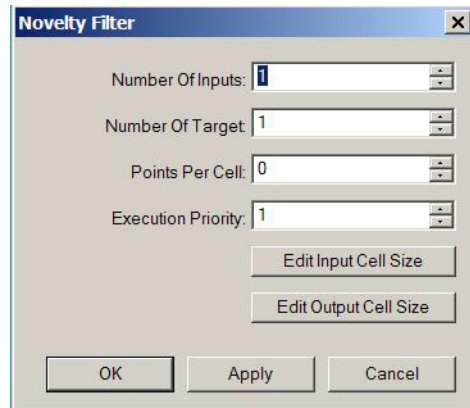 Novelty Filter
Number Of Inputs: 1
Number Of Target: 1
Points Per Cell: 0
Execution Priority: 1
Edit Input Cell Size
Edit Output Cell Size
OK Apply Cancel